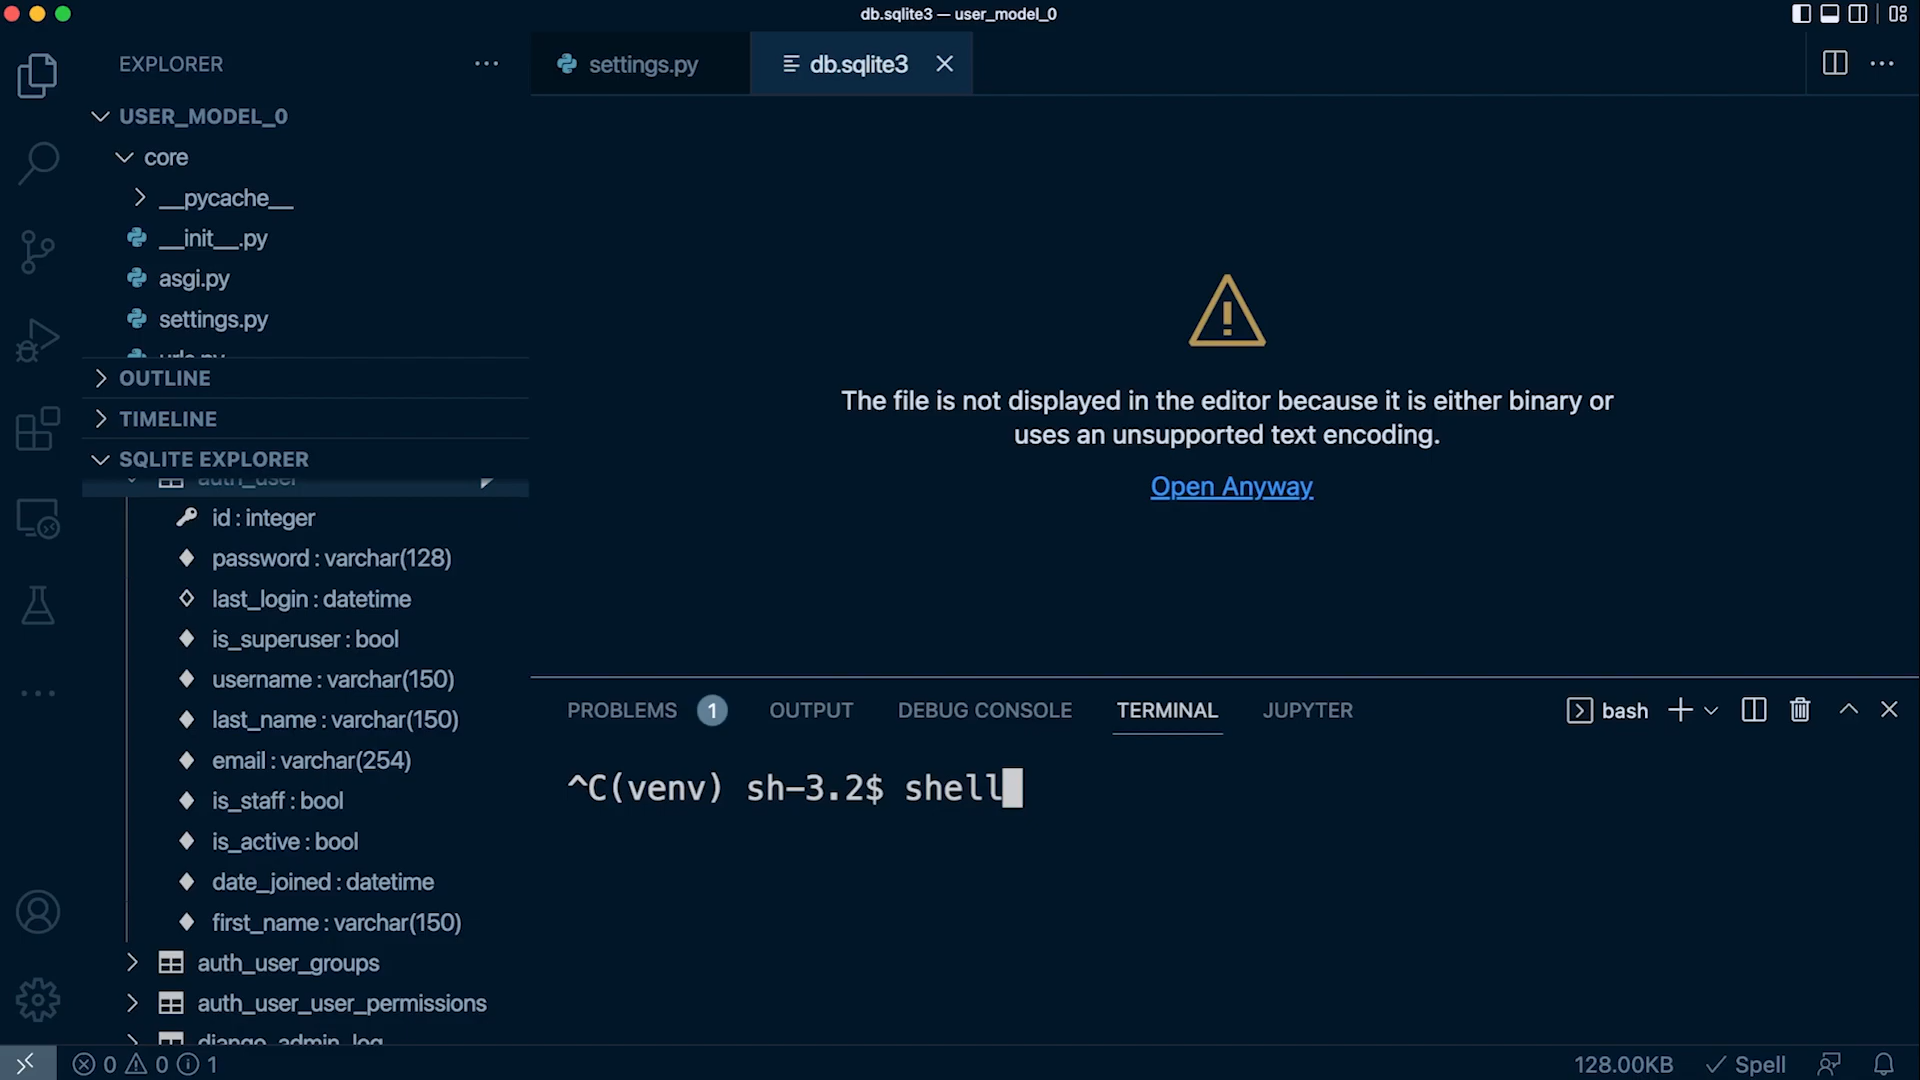 db.sqlite3 — user_model_0
EXPLORER
settings.py
db.sqlite3
USER_MODEL_0
core
__pycache__
__init__.py
asgi.py
settings.py
urls.py
OUTLINE
TIMELINE
SQLITE EXPLORER
auth_user
id : integer
password : varchar(128)
last_login : datetime
is_superuser : bool
username : varchar(150)
last_name : varchar(150)
email : varchar(254)
is_staff : bool
is_active : bool
date_joined : datetime
first_name : varchar(150)
auth_user_groups
auth_user_user_permissions
django_admin_log
The file is not displayed in the editor because it is either binary or
uses an unsupported text encoding.
Open Anyway
PROBLEMS 1 OUTPUT DEBUG CONSOLE TERMINAL JUPYTER bash
^C(venv) sh-3.2$ shell
0 0 1 128.00KB Spell